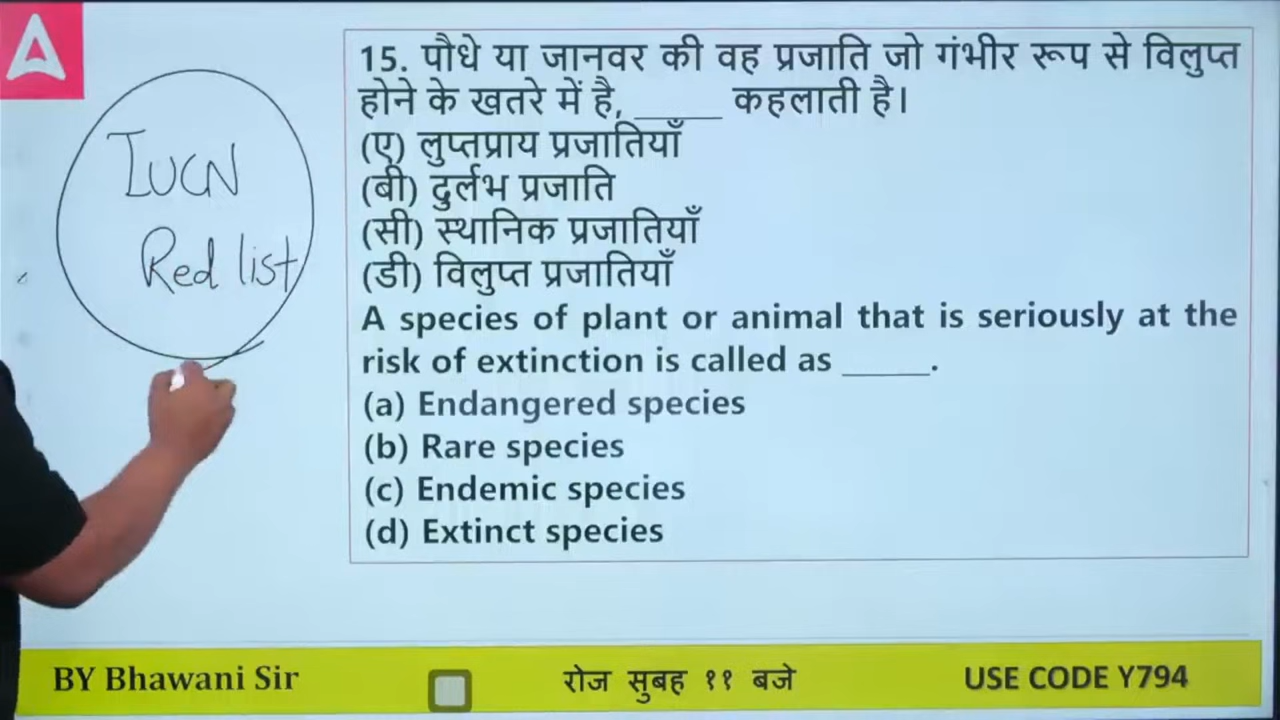 IUCN
Red list
15. पौधे या जानवर की वह प्रजाति जो गंभीर रूप से विलुप्त
होने के खतरे में है, _____ कहलाती है।
(ए) लुप्तप्राय प्रजातियाँ
(बी) दुर्लभ प्रजाति
(सी) स्थानिक प्रजातियाँ
(डी) विलुप्त प्रजातियाँ
A species of plant or animal that is seriously at the
risk of extinction is called as _____.
(a) Endangered species
(b) Rare species
(c) Endemic species
(d) Extinct species
BY Bhawani Sir
रोज सुबह ११ बजे
USE CODE Y794